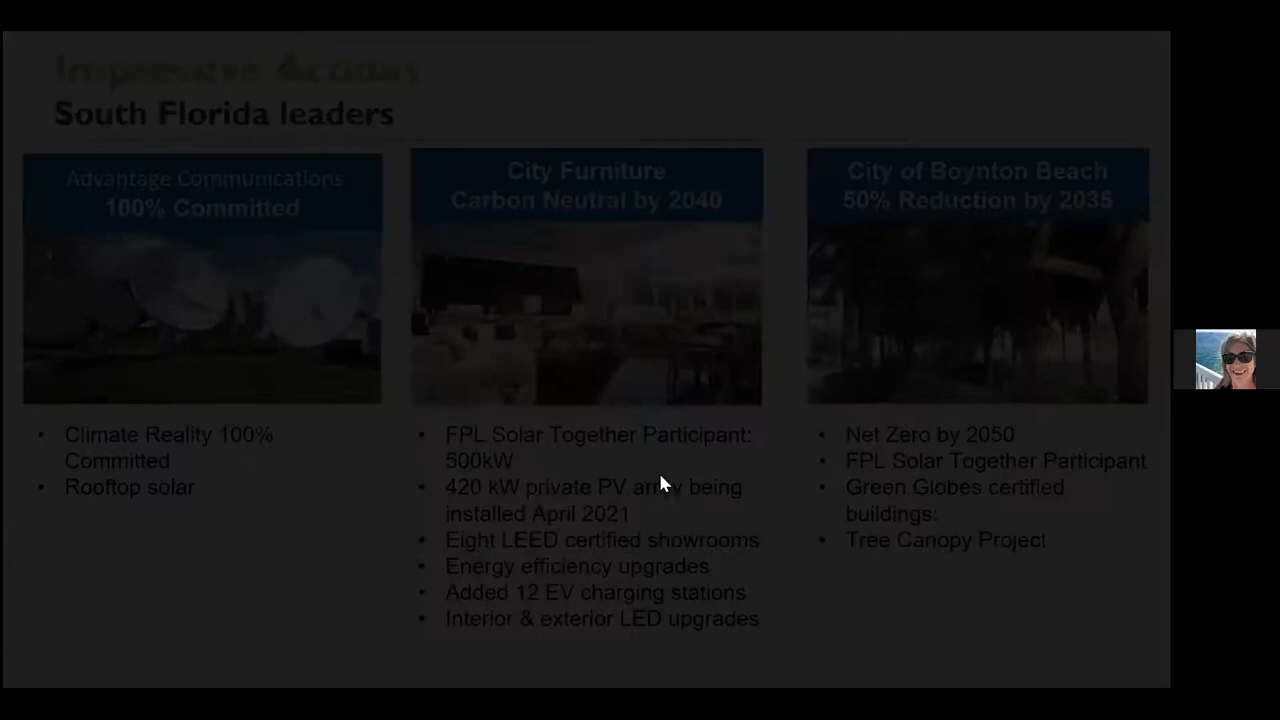 Impressive Actions
South Florida leaders
Advantage Communications
100% Committed
• Climate Reality 100%
Committed
• Rooftop solar
City Furniture
Carbon Neutral by 2040
• FPL Solar Together Participant:
500kW
• 420 kW private PV array being
installed April 2021
• Eight LEED certified showrooms
• Energy efficiency upgrades
• Added 12 EV charging stations
• Interior & exterior LED upgrades
City of Boynton Beach
50% Reduction by 2035
• Net Zero by 2050
• FPL Solar Together Participant
• Green Globes certified
buildings:
• Tree Canopy Project